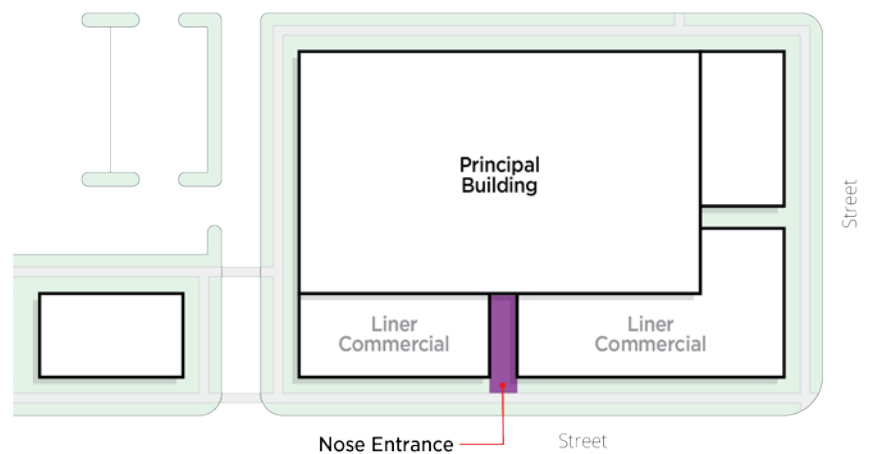 Principal
Building
Street
Liner
Commercial
Liner
Commercial
Nose Entrance
Street